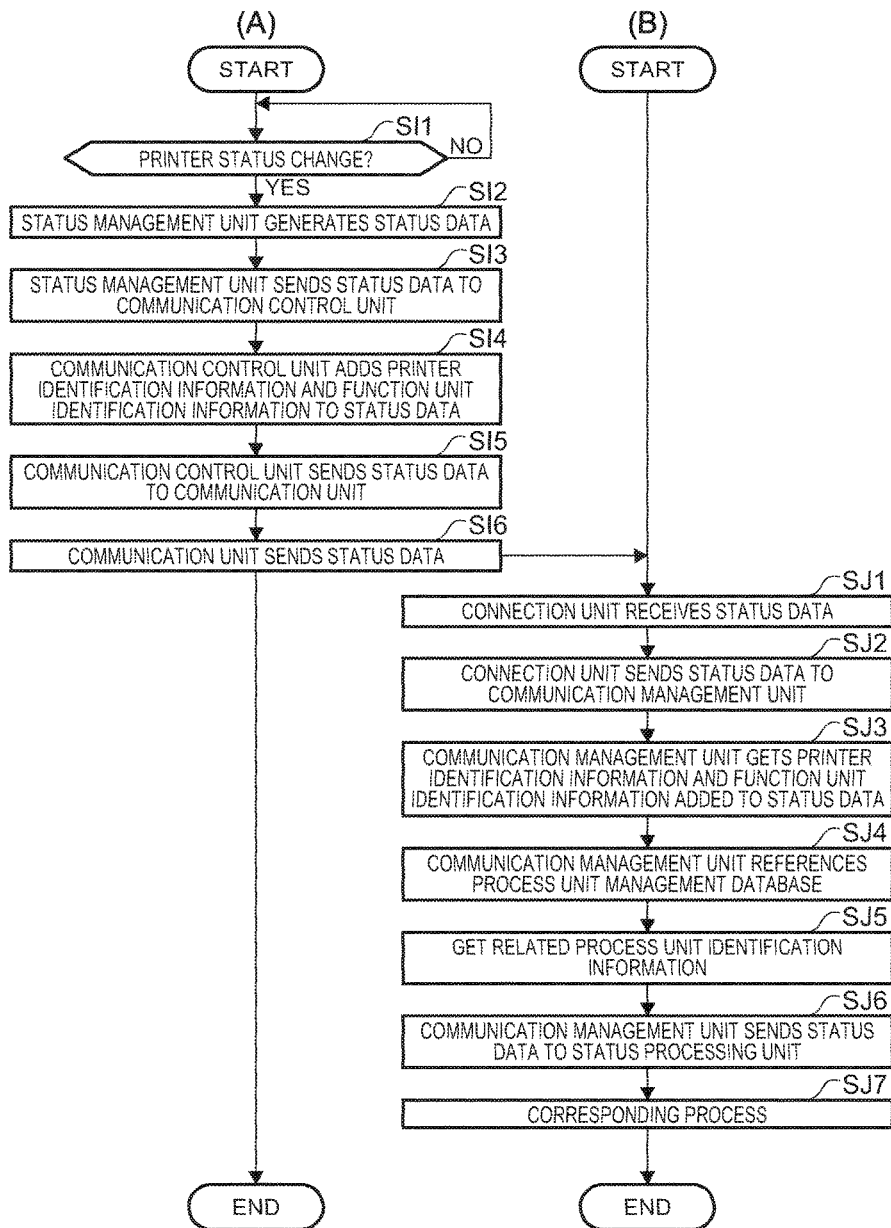 (A)
START
SI1
PRINTER STATUS CHANGE?
NO
YES
SI2
STATUS MANAGEMENT UNIT GENERATES STATUS DATA
SI3
STATUS MANAGEMENT UNIT SENDS STATUS DATA TO
COMMUNICATION CONTROL UNIT
SI4
COMMUNICATION CONTROL UNIT ADDS PRINTER
IDENTIFICATION INFORMATION AND FUNCTION UNIT
IDENTIFICATION INFORMATION TO STATUS DATA
SI5
COMMUNICATION CONTROL UNIT SENDS STATUS DATA
TO COMMUNICATION UNIT
SI6
COMMUNICATION UNIT SENDS STATUS DATA
END
(B)
START
SJ1
CONNECTION UNIT RECEIVES STATUS DATA
SJ2
CONNECTION UNIT SENDS STATUS DATA TO
COMMUNICATION MANAGEMENT UNIT
SJ3
COMMUNICATION MANAGEMENT UNIT GETS PRINTER
IDENTIFICATION INFORMATION AND FUNCTION UNIT
IDENTIFICATION INFORMATION ADDED TO STATUS DATA
SJ4
COMMUNICATION MANAGEMENT UNIT REFERENCES
PROCESS UNIT MANAGEMENT DATABASE
SJ5
GET RELATED PROCESS UNIT IDENTIFICATION
INFORMATION
SJ6
COMMUNICATION MANAGEMENT UNIT SENDS STATUS
DATA TO STATUS PROCESSING UNIT
SJ7
CORRESPONDING PROCESS
END